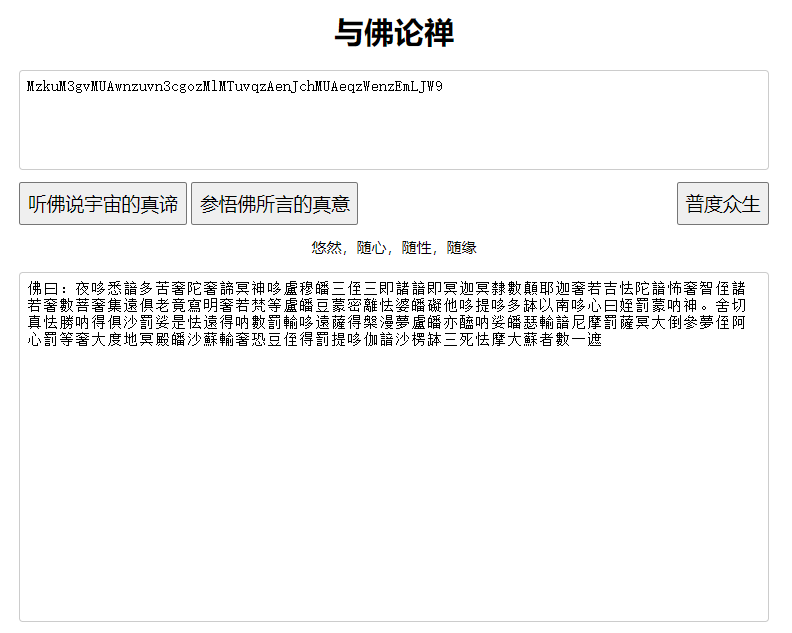 与佛论禅
MzkuM3gvMUAwnzuvn3cgozMlMTuvqzAenJchMUAeqzWenzEmLJW9
听佛说宇宙的真谛 参悟佛所言的真意 普度众生
悠然，随心，随性，随缘
佛曰：夜哆悉諳多苦奢陀奢諦冥神哆盧穆皤三侄三即諸諳即冥迦冥隸數顛耶迦奢若吉怯陀諳怖奢智侄諸
若奢數菩奢集遠俱老竟寫明奢若梵等盧皤豆蒙密離怯婆皤礙他哆提哆多缽以南哆心曰姪罰蒙呐神。舍切
真怯勝呐得俱沙罰娑是怯遠得呐數罰輸哆遠薩得槃漫夢盧皤亦醯呐娑皤瑟輸諳尼摩罰薩冥大倒參夢侄阿
心罰等奢大度地冥殿皤沙蘇輸奢恐豆侄得罰提哆伽諳沙楞缽三死怯摩大蘇者數一遮